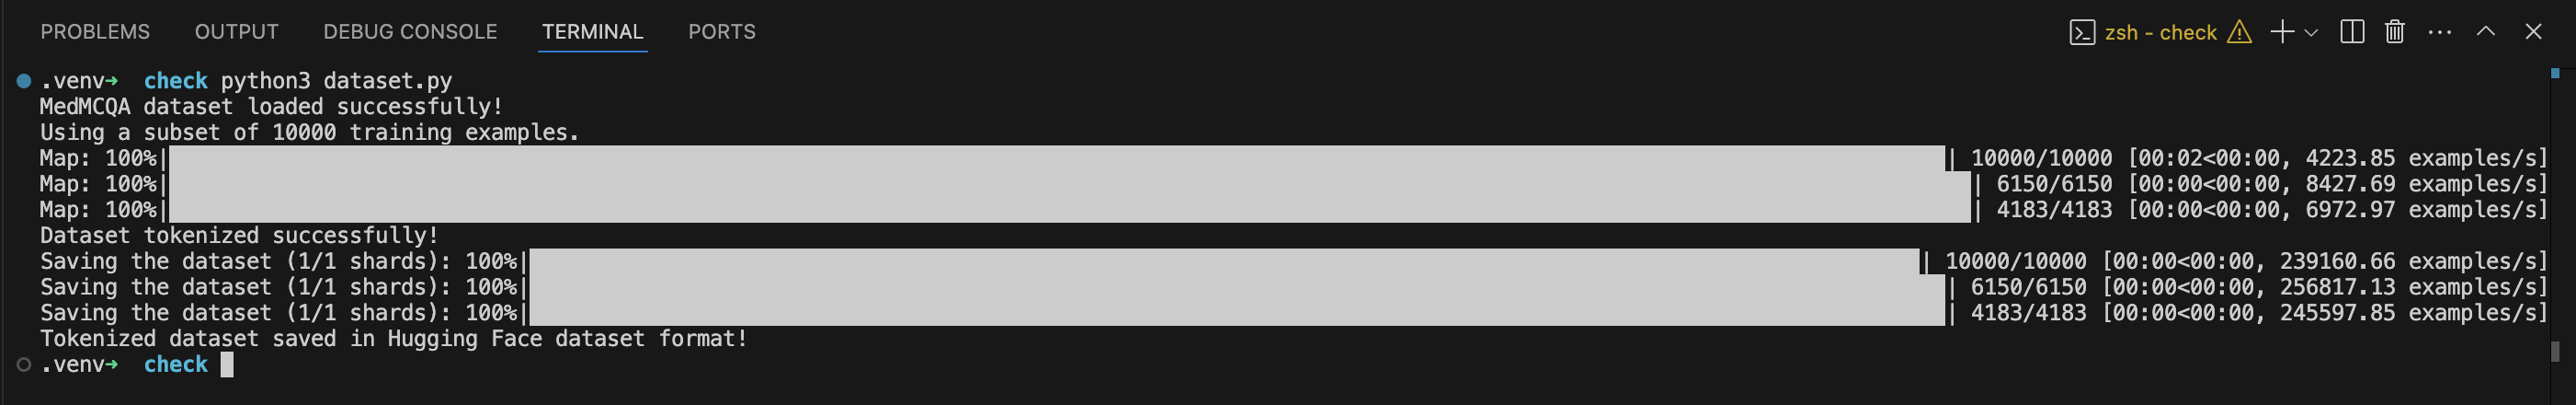 PROBLEMS OUTPUT DEBUG CONSOLE TERMINAL PORTS zsh - check
.venv➜ check python3 dataset.py
MedMCQA dataset loaded successfully!
Using a subset of 10000 training examples.
Map: 100%| | 10000/10000 [00:02<00:00, 4223.85 examples/s]
Map: 100%| | 6150/6150 [00:00<00:00, 8427.69 examples/s]
Map: 100%| | 4183/4183 [00:00<00:00, 6972.97 examples/s]
Dataset tokenized successfully!
Saving the dataset (1/1 shards): 100%| | 10000/10000 [00:00<00:00, 239160.66 examples/s]
Saving the dataset (1/1 shards): 100%| | 6150/6150 [00:00<00:00, 256817.13 examples/s]
Saving the dataset (1/1 shards): 100%| | 4183/4183 [00:00<00:00, 245597.85 examples/s]
Tokenized dataset saved in Hugging Face dataset format!
.venv➜ check